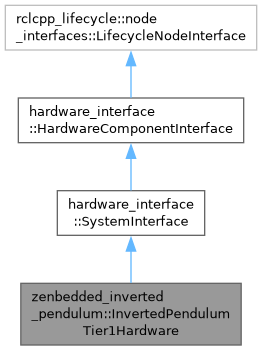 rclcpp_lifecycle::node
_interfaces::LifecycleNodeInterface
hardware_interface
::HardwareComponentInterface
hardware_interface
::SystemInterface
zenbedded_inverted
_pendulum::InvertedPendulum
Tier1Hardware